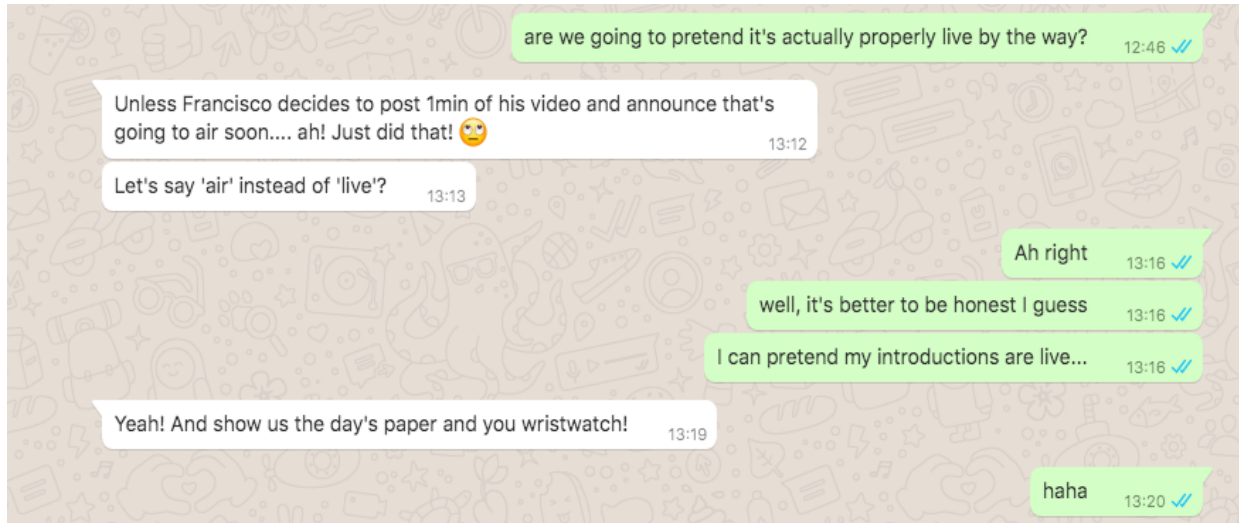 are we going to pretend it's actually properly live by the way?
12:46
Unless Francisco decides to post 1min of his video and announce that's
going to air soon.... ah! Just did that! 🙄
13:12
Let's say 'air' instead of 'live'?
13:13
Ah right
13:16
well, it's better to be honest I guess
13:16
I can pretend my introductions are live...
13:16
Yeah! And show us the day's paper and you wristwatch!
13:19
haha
13:20